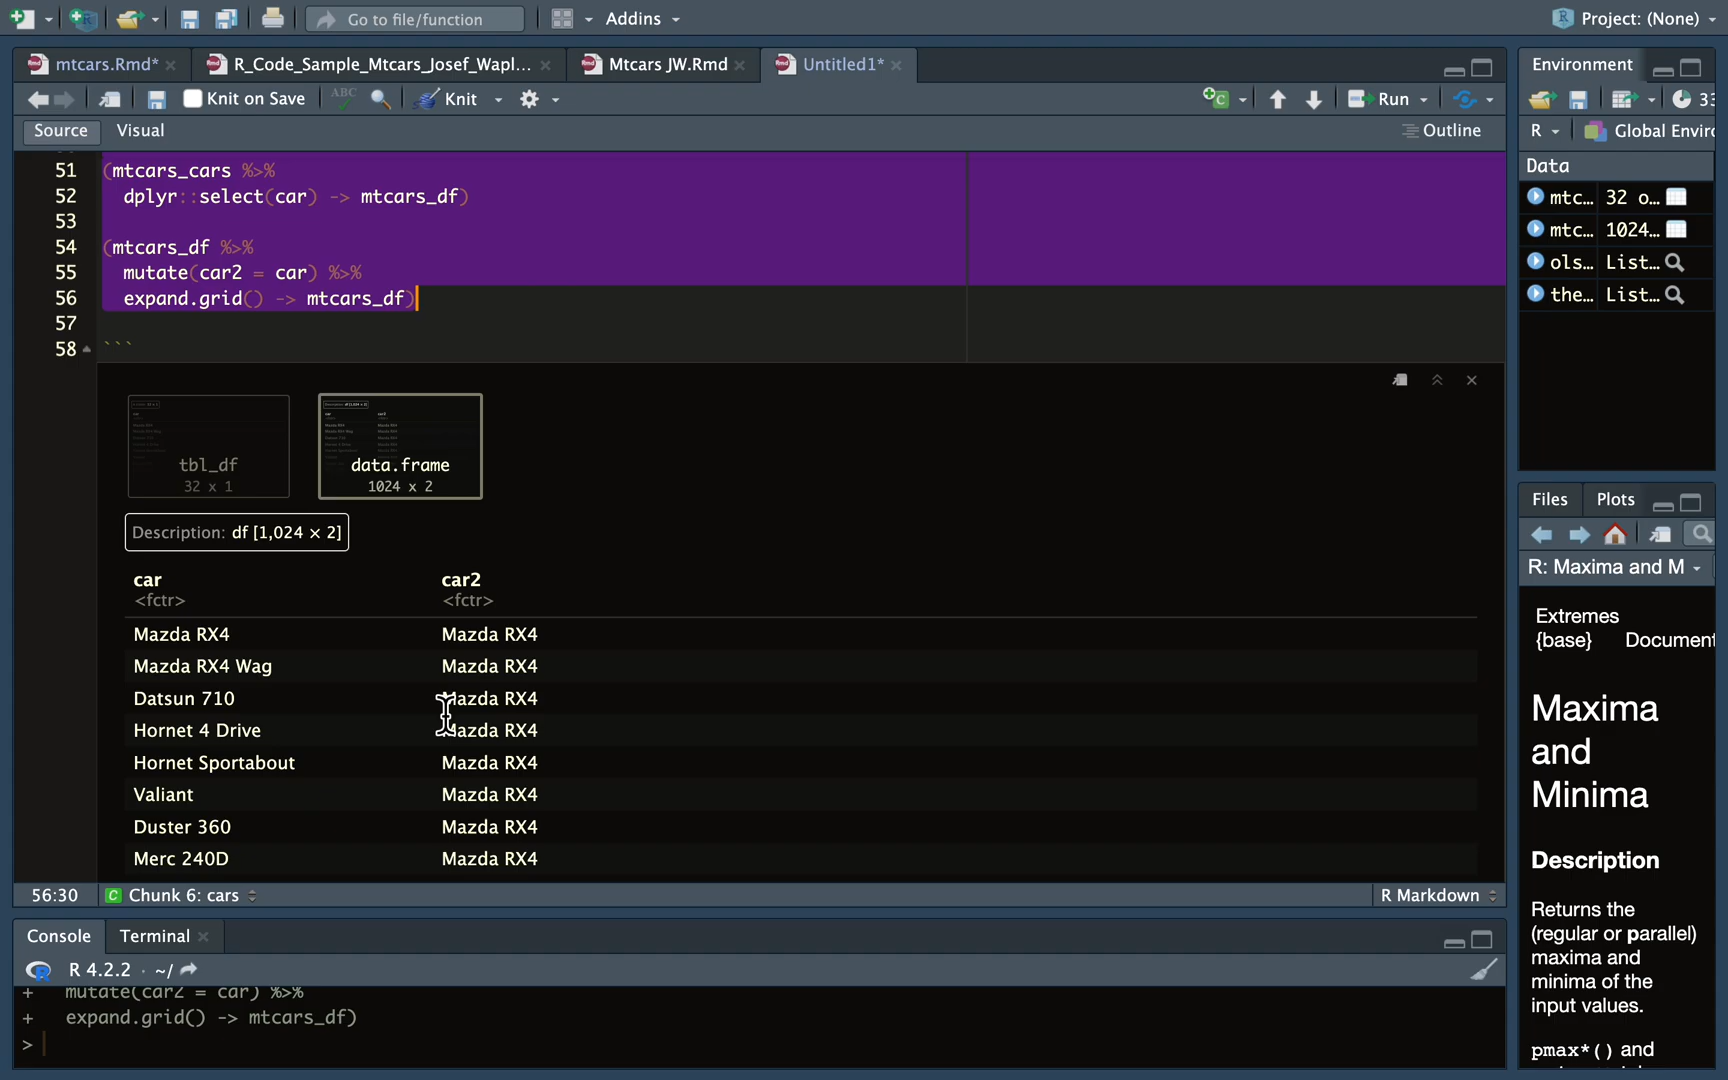 Go to file/function
Addins
Project: (None)
mtcars.Rmd*
R_Code_Sample_Mtcars_Josef_Wapl...
Mtcars JW.Rmd
Untitled1*
Knit on Save
ABC
Knit
Run
Source
Visual
Outline
51 (mtcars_cars %>%
52 dplyr::select(car) -> mtcars_df)
53
54 (mtcars_df %>%
55 mutate(car2 = car) %>%
56 expand.grid() -> mtcars_df)
57
58 ```
tbl_df
32 x 1
data.frame
1024 x 2
Description: df [1,024 × 2]
car car2
<fctr> <fctr>
Mazda RX4 Mazda RX4
Mazda RX4 Wag Mazda RX4
Datsun 710 Mazda RX4
Hornet 4 Drive Mazda RX4
Hornet Sportabout Mazda RX4
Valiant Mazda RX4
Duster 360 Mazda RX4
Merc 240D Mazda RX4
56:30
Chunk 6: cars
R Markdown
Console
Terminal
R 4.2.2 · ~/
+ mutate(car2 = car) %>%
+ expand.grid() -> mtcars_df)
>
Environment
33
R
Global Enviro
Data
mtc... 32 o...
mtc... 1024...
ols... List...
the... List...
Files
Plots
R: Maxima and M
Extremes
{base} Document
Maxima
and
Minima
Description
Returns the
(regular or parallel)
maxima and
minima of the
input values.
pmax*() and